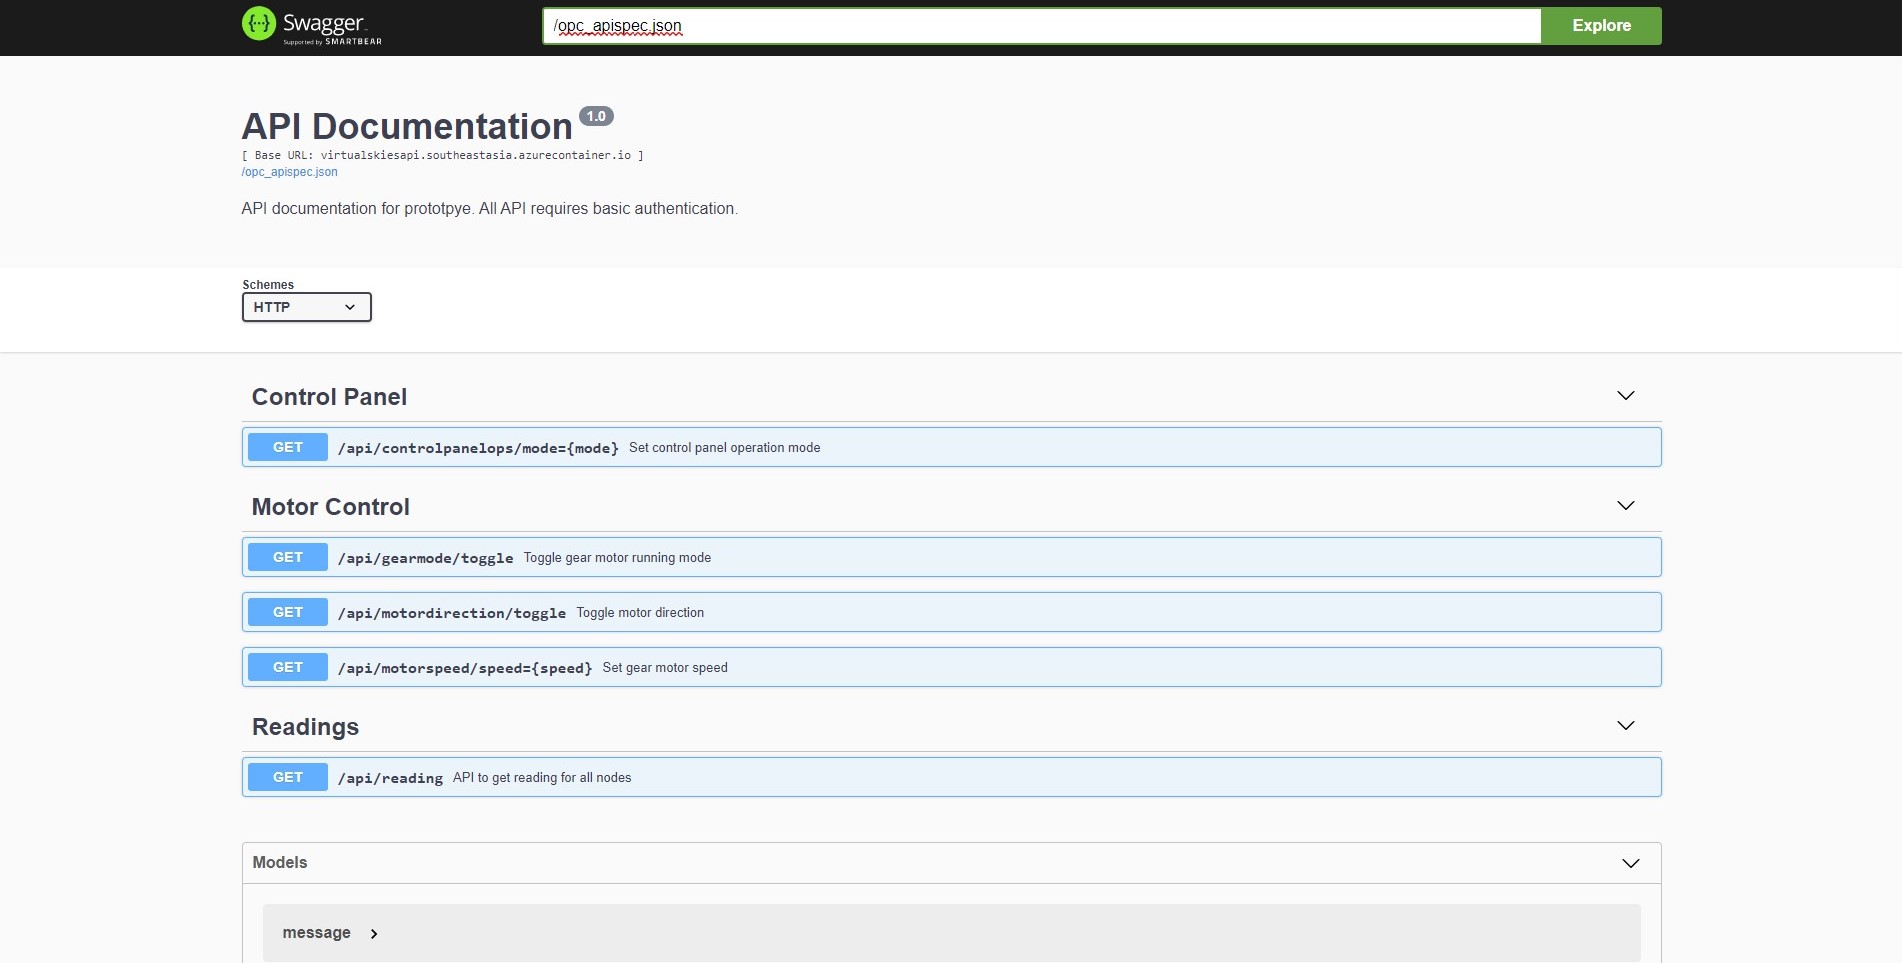 Swagger
Supported by SMARTBEAR
/opc_apispec.json
Explore
API Documentation 1.0
[ Base URL: virtualskiesapi.southeastasia.azurecontainer.io ]
/opc_apispec.json
API documentation for prototpye. All API requires basic authentication.
Schemes
HTTP
Control Panel
GET /api/controlpanelops/mode={mode} Set control panel operation mode
Motor Control
GET /api/gearmode/toggle Toggle gear motor running mode
GET /api/motordirection/toggle Toggle motor direction
GET /api/motorspeed/speed={speed} Set gear motor speed
Readings
GET /api/reading API to get reading for all nodes
Models
message